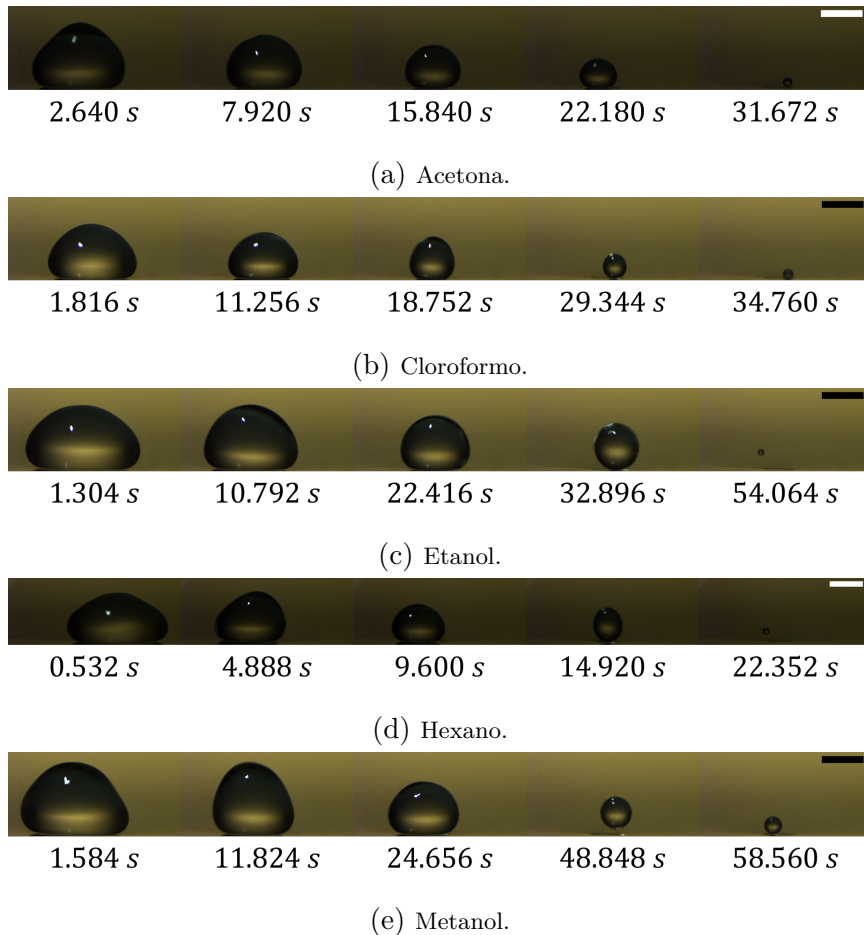 2.640 s 7.920 s 15.840 s 22.180 s 31.672 s
(a) Acetona.
1.816 s 11.256 s 18.752 s 29.344 s 34.760 s
(b) Cloroformo.
1.304 s 10.792 s 22.416 s 32.896 s 54.064 s
(c) Etanol.
0.532 s 4.888 s 9.600 s 14.920 s 22.352 s
(d) Hexano.
1.584 s 11.824 s 24.656 s 48.848 s 58.560 s
(e) Metanol.